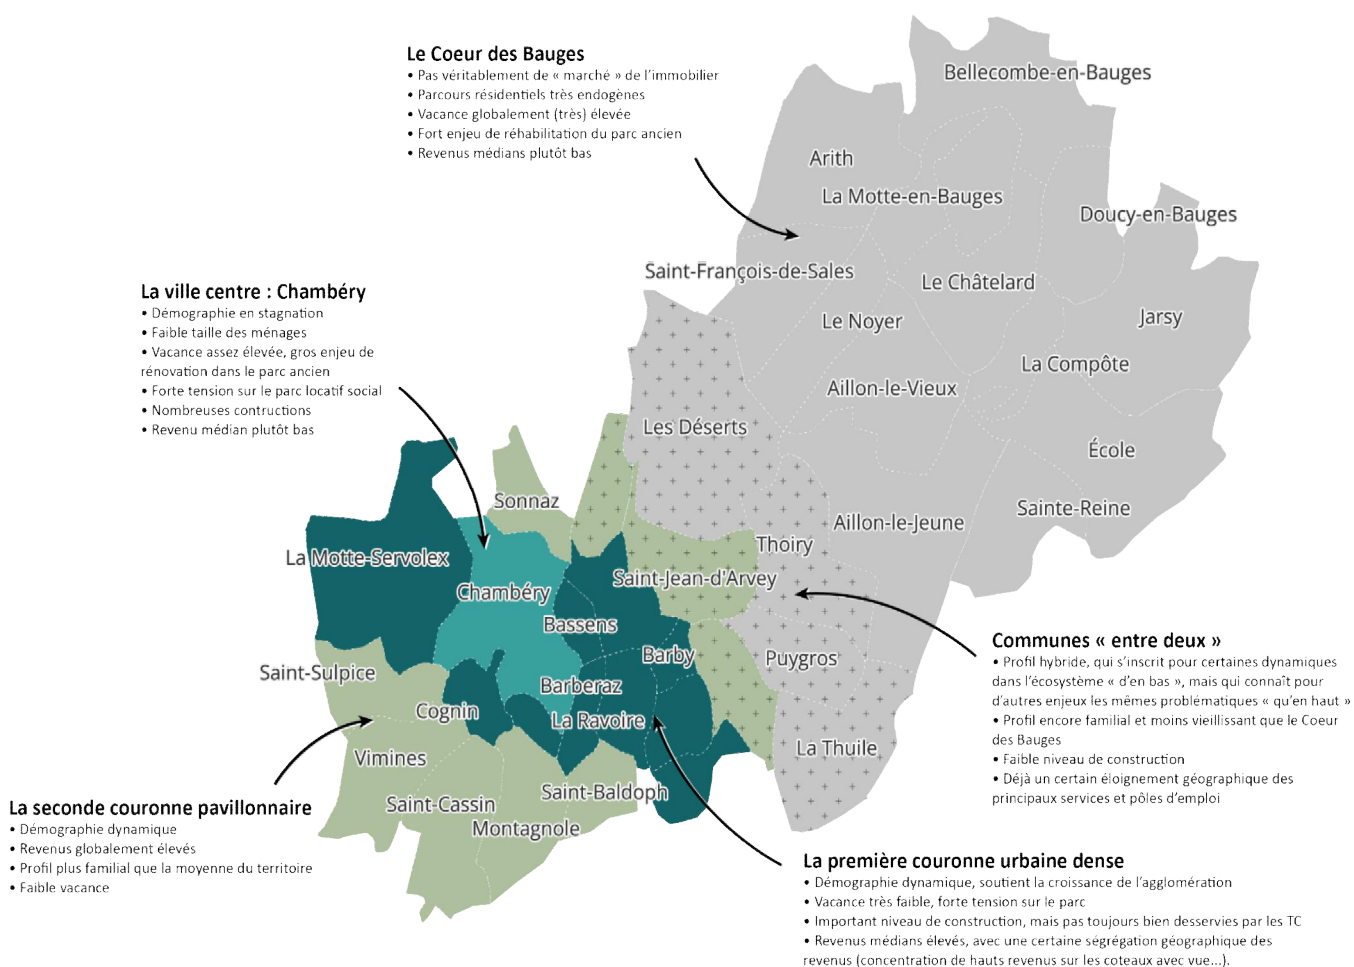 Le Coeur des Bauges
• Pas véritablement de « marché » de l'immobilier
• Parcours résidentiels très endogènes
• Vacance globalement (très) élevée
• Fort enjeu de réhabilitation du parc ancien
• Revenus médians plutôt bas
La ville centre : Chambéry
• Démographie en stagnation
• Faible taille des ménages
• Vacance assez élevée, gros enjeu de
rénovation dans le parc ancien
• Forte tension sur le parc locatif social
• Nombreuses contructions
• Revenu médian plutôt bas
Bellecombe-en-Bauges
Arith
La Motte-en-Bauges
Doucy-en-Bauges
Saint-François-de-Sales
Le Châtelard
Le Noyer
Jarsy
La Compôte
Aillon-le-Vieux
Les Déserts
École
Sonnaz
Sainte-Reine
Aillon-le-Jeune
Thoiry
La Motte-Servolex
Saint-Jean-d'Arvey
Chambéry
Bassens
Barby
Puygros
Saint-Sulpice
Barberaz
Cognin
La Ravoire
La Thuile
Vimines
Saint-Cassin
Saint-Baldoph
Montagnole
Communes « entre deux »
• Profil hybride, qui s'inscrit pour certaines dynamiques
dans l'écosystème « d'en bas », mais qui connaît pour
d'autres enjeux les mêmes problématiques « qu'en haut »
• Profil encore familial et moins vieillissant que le Coeur
des Bauges
• Faible niveau de construction
• Déjà un certain éloignement géographique des
principaux services et pôles d'emploi
La seconde couronne pavillonnaire
• Démographie dynamique
• Revenus globalement élevés
• Profil plus familial que la moyenne du territoire
• Faible vacance
La première couronne urbaine dense
• Démographie dynamique, soutient la croissance de l'agglomération
• Vacance très faible, forte tension sur le parc
• Important niveau de construction, mais pas toujours bien desservies par les TC
• Revenus médians élevés, avec une certaine ségrégation géographique des
revenus (concentration de hauts revenus sur les coteaux avec vue...).